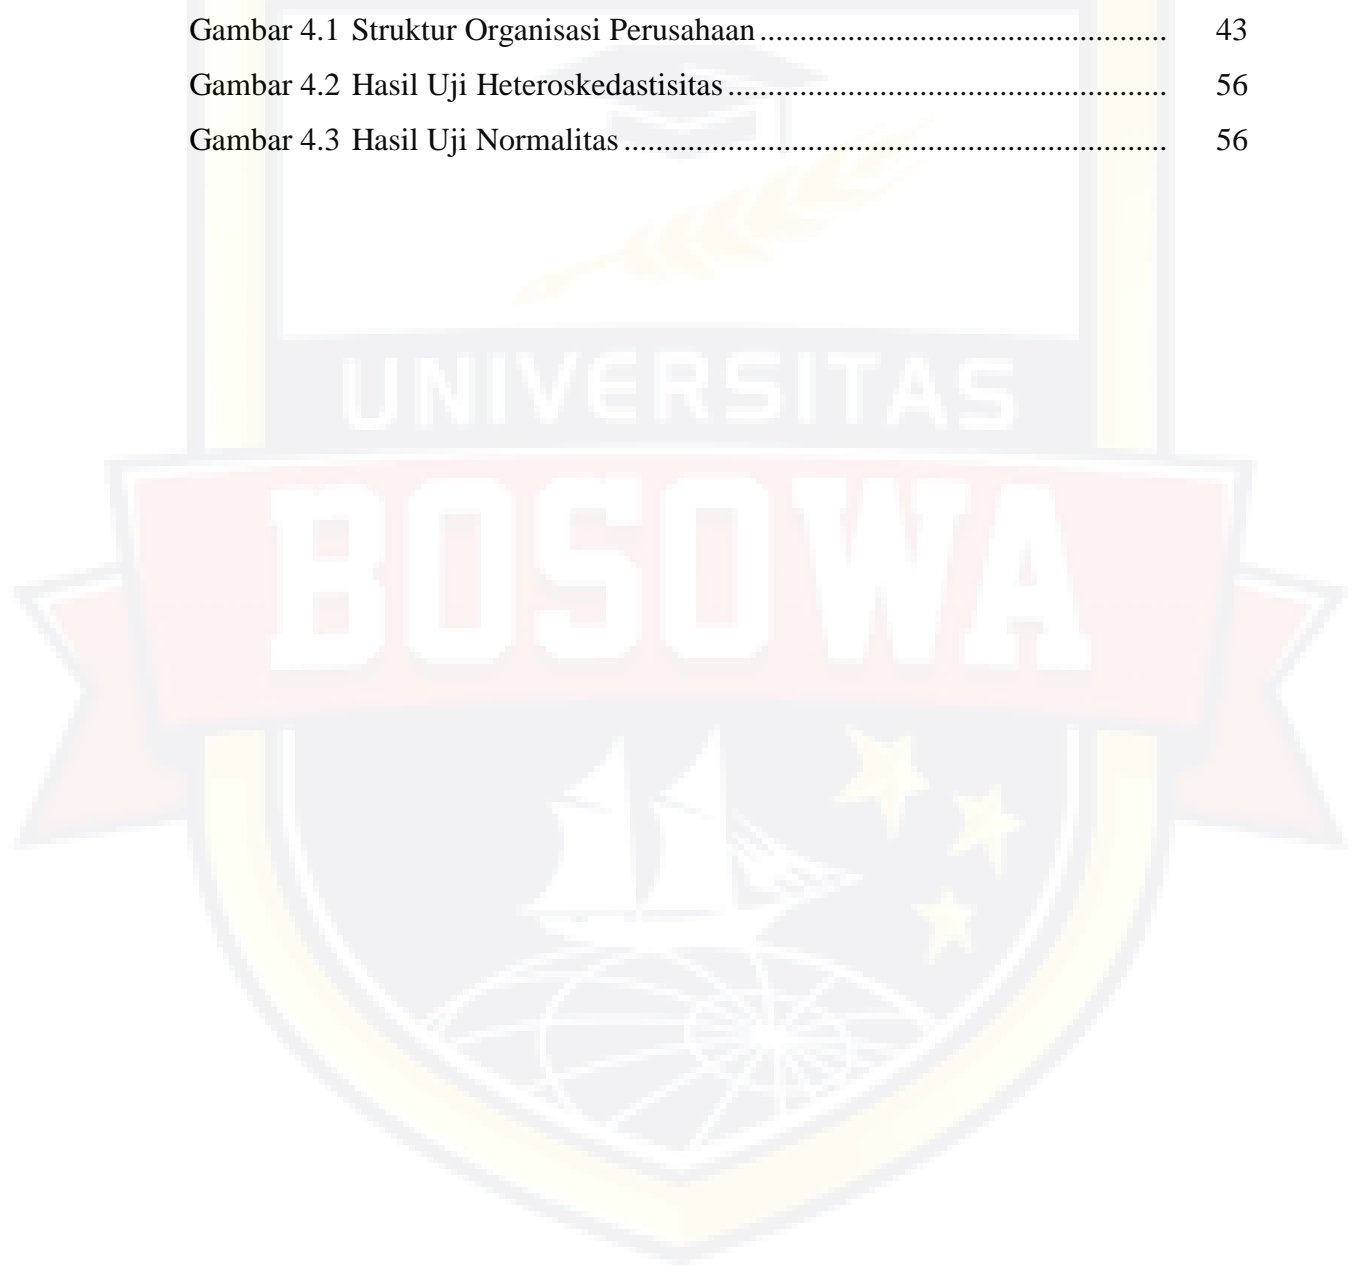 Gambar 4.1 Struktur Organisasi Perusahaan ................................................... 43
Gambar 4.2 Hasil Uji Heteroskedastisitas ....................................................... 56
Gambar 4.3 Hasil Uji Normalitas .................................................................... 56
UNIVERSITAS
BOSOWA